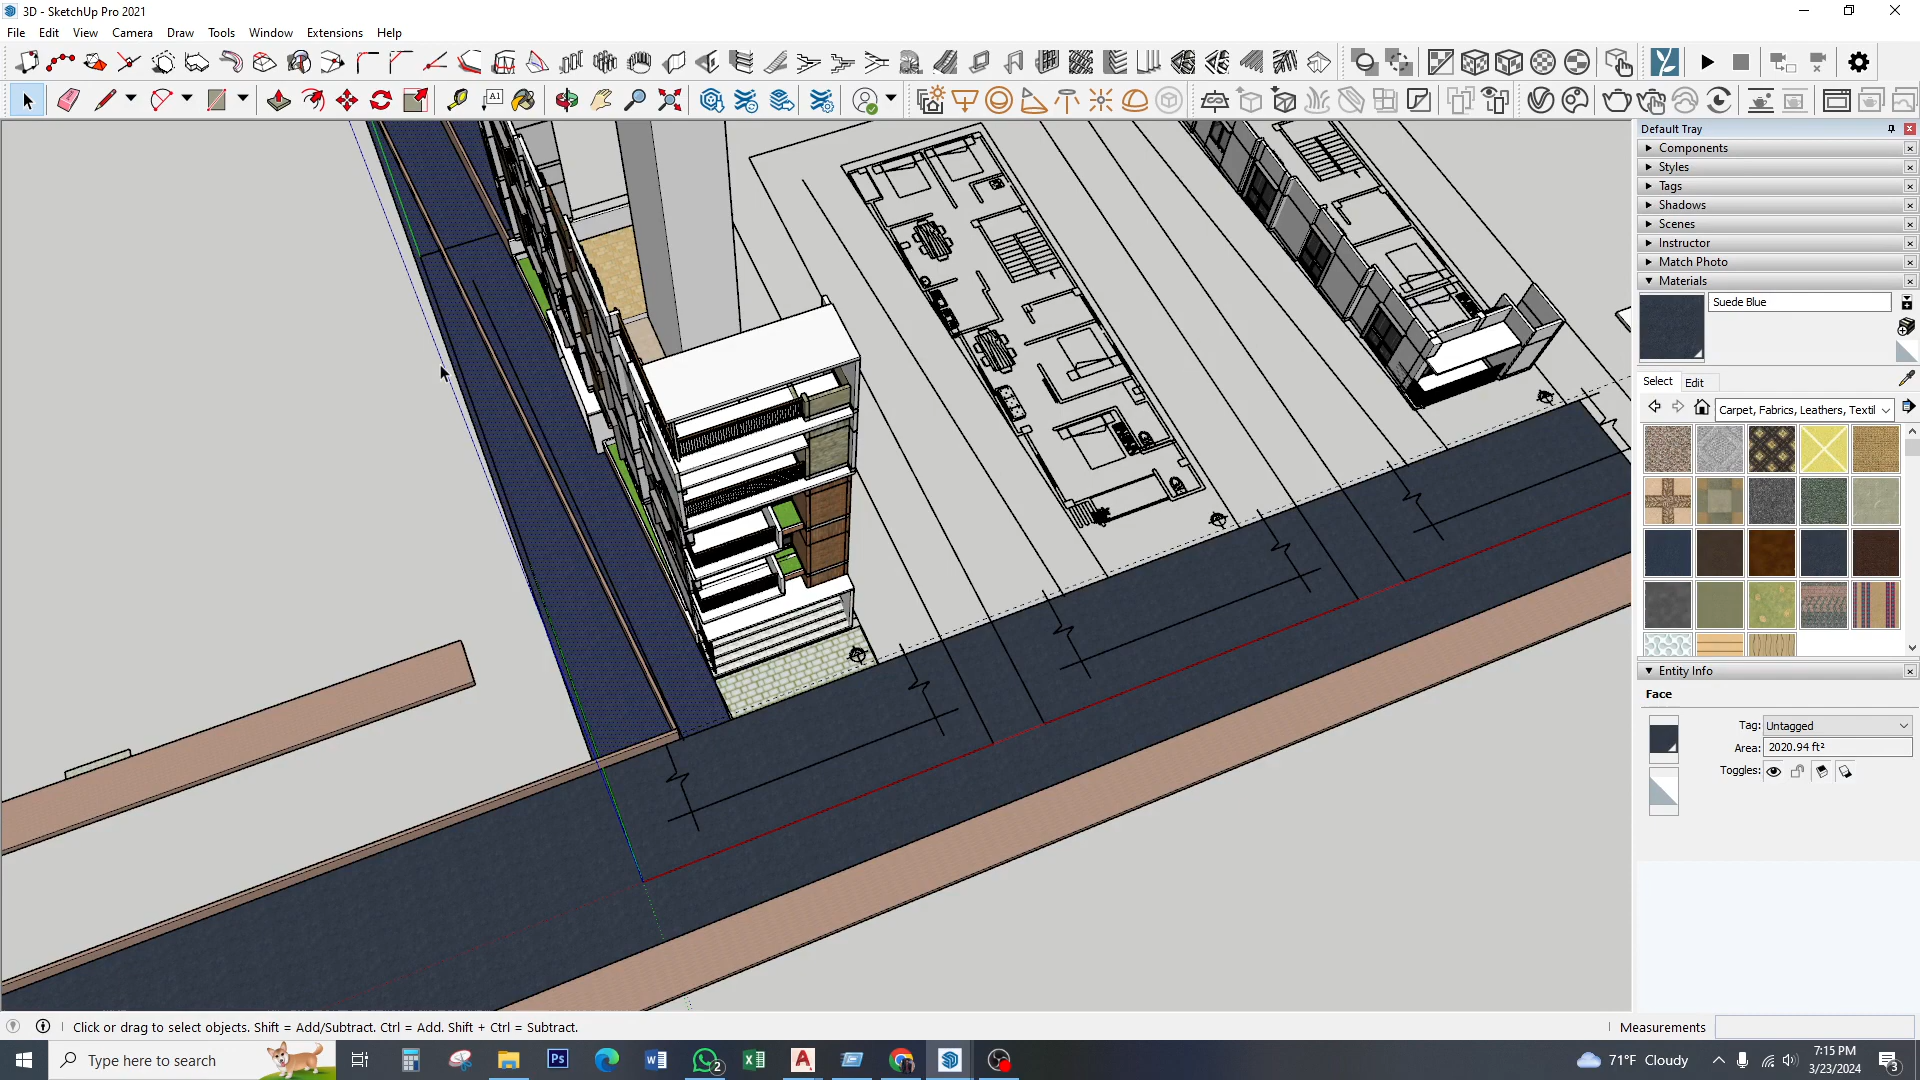 3D - SketchUp Pro 2021
File Edit View Camera Draw Tools Window Extensions Help
Default Tray
Components
Styles
Tags
Shadows
Scenes
Instructor
Match Photo
Materials
Suede Blue
Select Edit
Carpet, Fabrics, Leathers, Textil
Entity Info
Face
Tag: Untagged
Area: 2020.94 ft²
Toggles:
Click or drag to select objects. Shift = Add/Subtract. Ctrl = Add. Shift + Ctrl = Subtract.
Measurements
Type here to search
Ps
2
71°F Cloudy
7:15 PM
3/23/2024
3